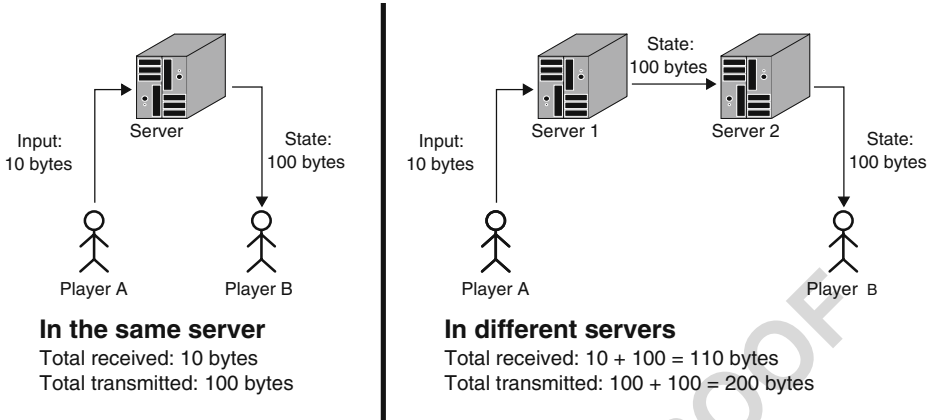 Input:
10 bytes
Server
State:
100 bytes
Player A
Player B
In the same server
Total received: 10 bytes
Total transmitted: 100 bytes
Input:
10 bytes
Server 1
State:
100 bytes
Server 2
State:
100 bytes
Player A
Player B
In different servers
Total received: 10 + 100 = 110 bytes
Total transmitted: 100 + 100 = 200 bytes